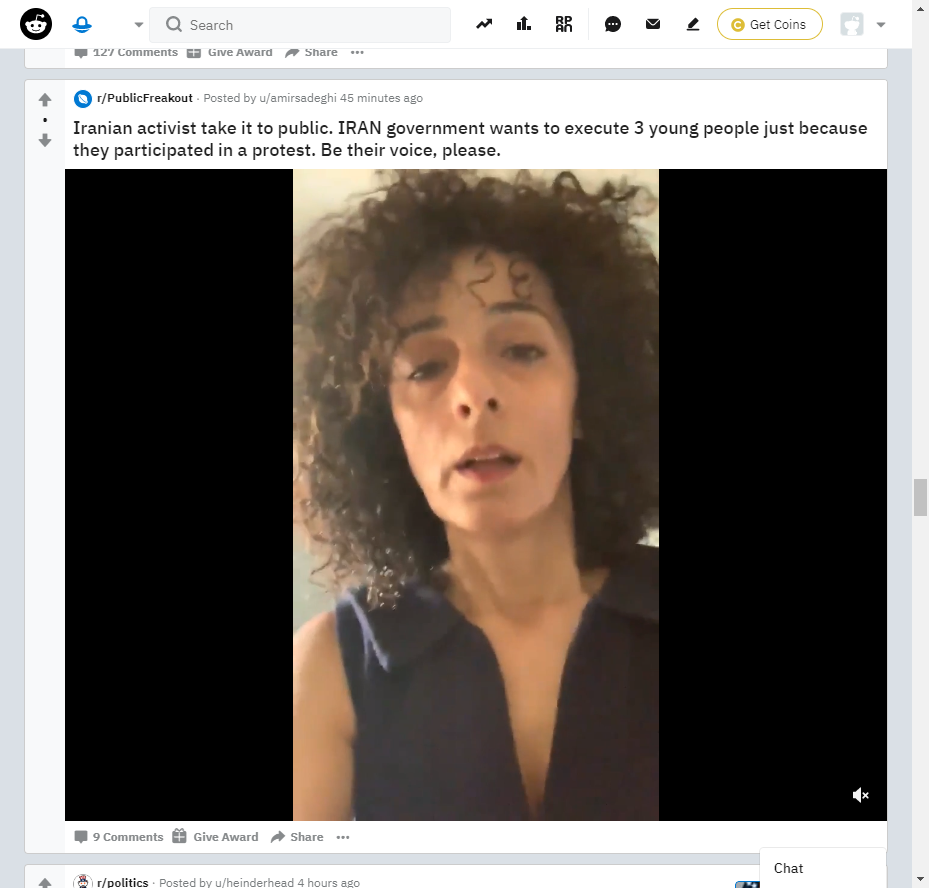 Search
Get Coins
127 Comments Give Award Share
r/PublicFreakout · Posted by u/amirsadeghi 45 minutes ago
Iranian activist take it to public. IRAN government wants to execute 3 young people just because
they participated in a protest. Be their voice, please.
9 Comments Give Award Share
Chat
r/politics · Posted by u/heinderhead 4 hours ago